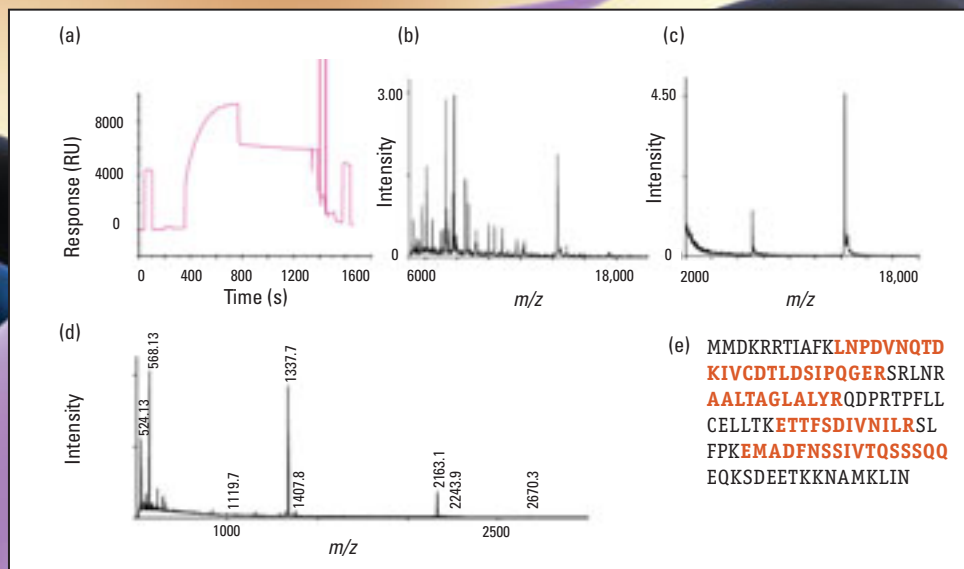 (a)
Response (RU)
8000
4000
0
0
400
800
1200
1600
Time (s)
(b)
Intensity
3.00
0
6000
18,000
m/z
(c)
Intensity
4.50
0
2000
18,000
m/z
(d)
Intensity
524.13
568.13
1119.7
1337.7
1407.8
2163.1
2243.9
2670.3
1000
2500
m/z
(e)
MMDKRRTIAFKLNPDVNQTD
KIVCDTLDSIPQGERSRLNR
AALTAGLALYRQDPRTPFLL
CELLTKETTFSDIVNILRSL
FPKEMADFNSSIVTQSSSQQ
EQKSDEETKKNAMKLIN